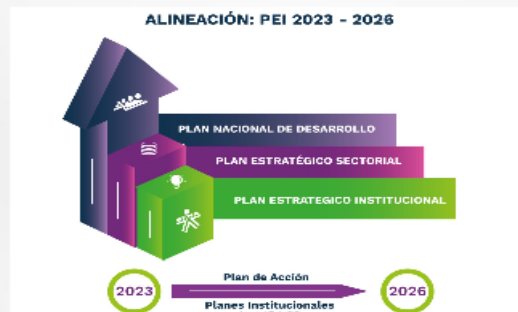 ALINEACIÓN: PEI 2023 - 2026
PLAN NACIONAL DE DESARROLLO
PLAN ESTRATÉGICO SECTORIAL
PLAN ESTRATEGICO INSTITUCIONAL
Plan de Acción
2023
2026
Planes Institucionales